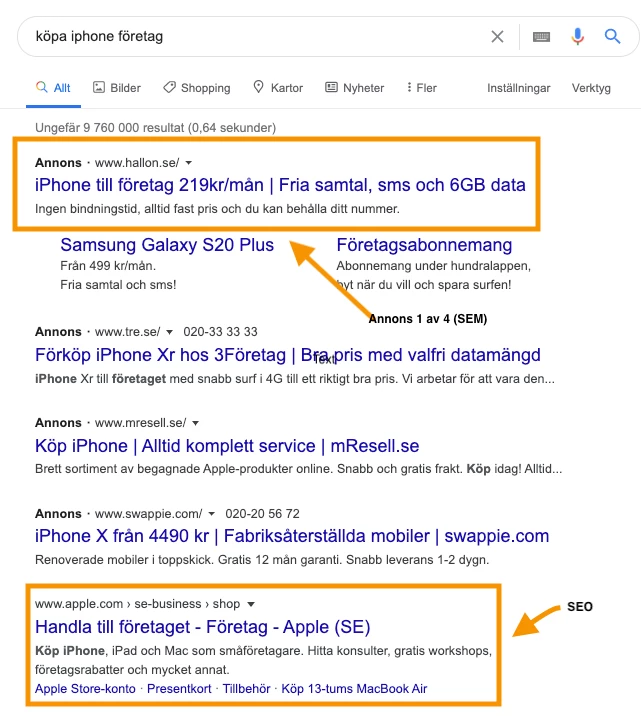 köpa iphone företag
Allt Bilder Shopping Kartor Nyheter Fler Inställningar Verktyg
Ungefär 9 760 000 resultat (0,64 sekunder)
Annons · www.hallon.se/
iPhone till företag 219kr/mån | Fria samtal, sms och 6GB data
Ingen bindningstid, alltid fast pris och du kan behålla ditt nummer.
Samsung Galaxy S20 Plus
Från 499 kr/mån.
Fria samtal och sms!
Företagsabonnemang
Abonnemang under hundralappen,
byt när du vill och spara surfen!
Annons 1 av 4 (SEM)
Annons · www.tre.se/ 020-33 33 33
Förköp iPhone Xr hos 3Företag | Bra pris med valfri datamängd
Text
iPhone Xr till företaget med snabb surf i 4G till ett riktigt bra pris. Vi arbetar för att vara den...
Annons · www.mresell.se/
Köp iPhone | Alltid komplett service | mResell.se
Brett sortiment av begagnade Apple-produkter online. Snabb och gratis frakt. Köp idag! Alltid...
Annons · www.swappie.com/ 020-20 56 72
iPhone X från 4490 kr | Fabriksåterställda mobiler | swappie.com
Renoverade mobiler i toppskick. Gratis 12 mån garanti. Snabb leverans 1-2 dygn.
www.apple.com › se-business › shop
SEO
Handla till företaget - Företag - Apple (SE)
Köp iPhone, iPad och Mac som småföretagare. Hitta konsulter, gratis workshops,
företagsrabatter och mycket annat.
Apple Store-konto · Presentkort · Tillbehör · Köp 13-tums MacBook Air